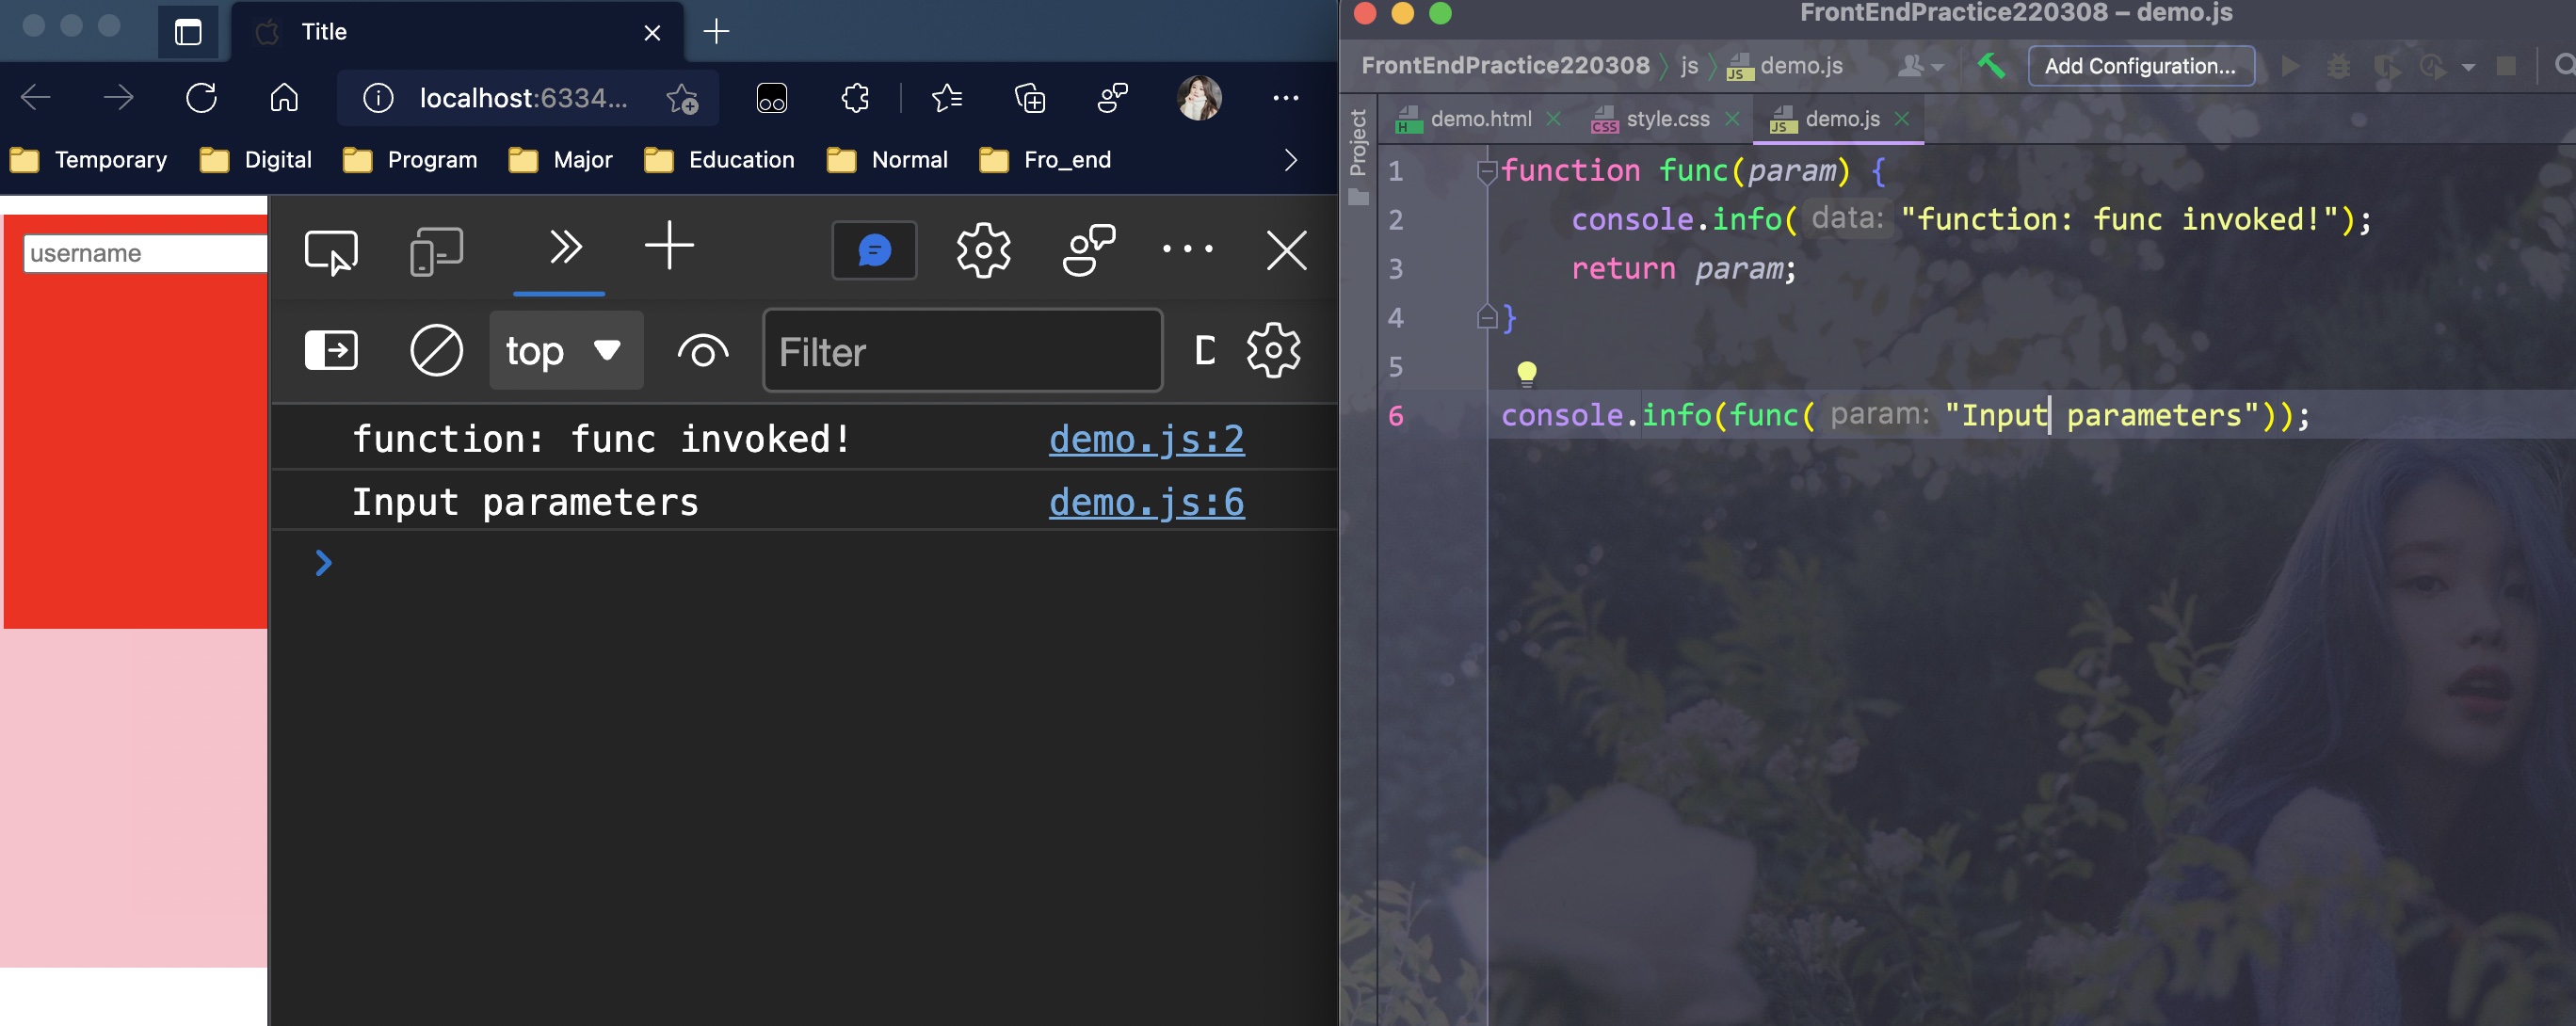 Title
localhost:6334...
Temporary Digital Program Major Education Normal Fro_end
username
top Filter D
function: func invoked! demo.js:2
Input parameters demo.js:6
FrontEndPractice220308 – demo.js
FrontEndPractice220308 js JS demo.js Add Configuration...
Project
H demo.html CSS style.css JS demo.js
1 function func(param) {
2 console.info( data: "function: func invoked!");
3 return param;
4 }
5
6 console.info(func( param: "Input parameters"));